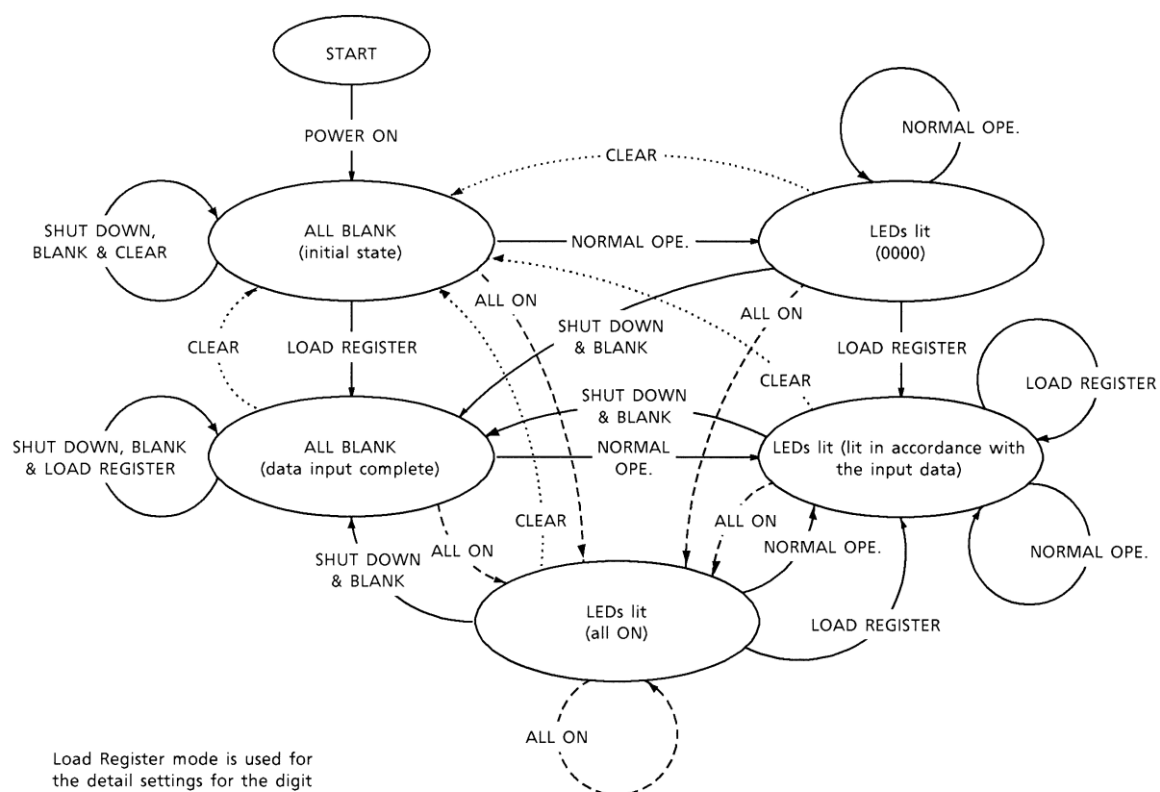 START
POWER ON
NORMAL OPE.
CLEAR
SHUT DOWN,
BLANK & CLEAR
ALL BLANK
(initial state)
NORMAL OPE.
LEDs lit
(0000)
ALL ON
ALL ON
SHUT DOWN
& BLANK
CLEAR
LOAD REGISTER
LOAD REGISTER
CLEAR
LOAD REGISTER
SHUT DOWN
& BLANK
SHUT DOWN, BLANK
& LOAD REGISTER
ALL BLANK
(data input complete)
NORMAL
OPE.
LEDs lit (lit in accordance with
the input data)
ALL ON
CLEAR
ALL ON
SHUT DOWN
& BLANK
NORMAL OPE.
NORMAL OPE.
LEDs lit
(all ON)
LOAD REGISTER
ALL ON
Load Register mode is used for
the detail settings for the digit